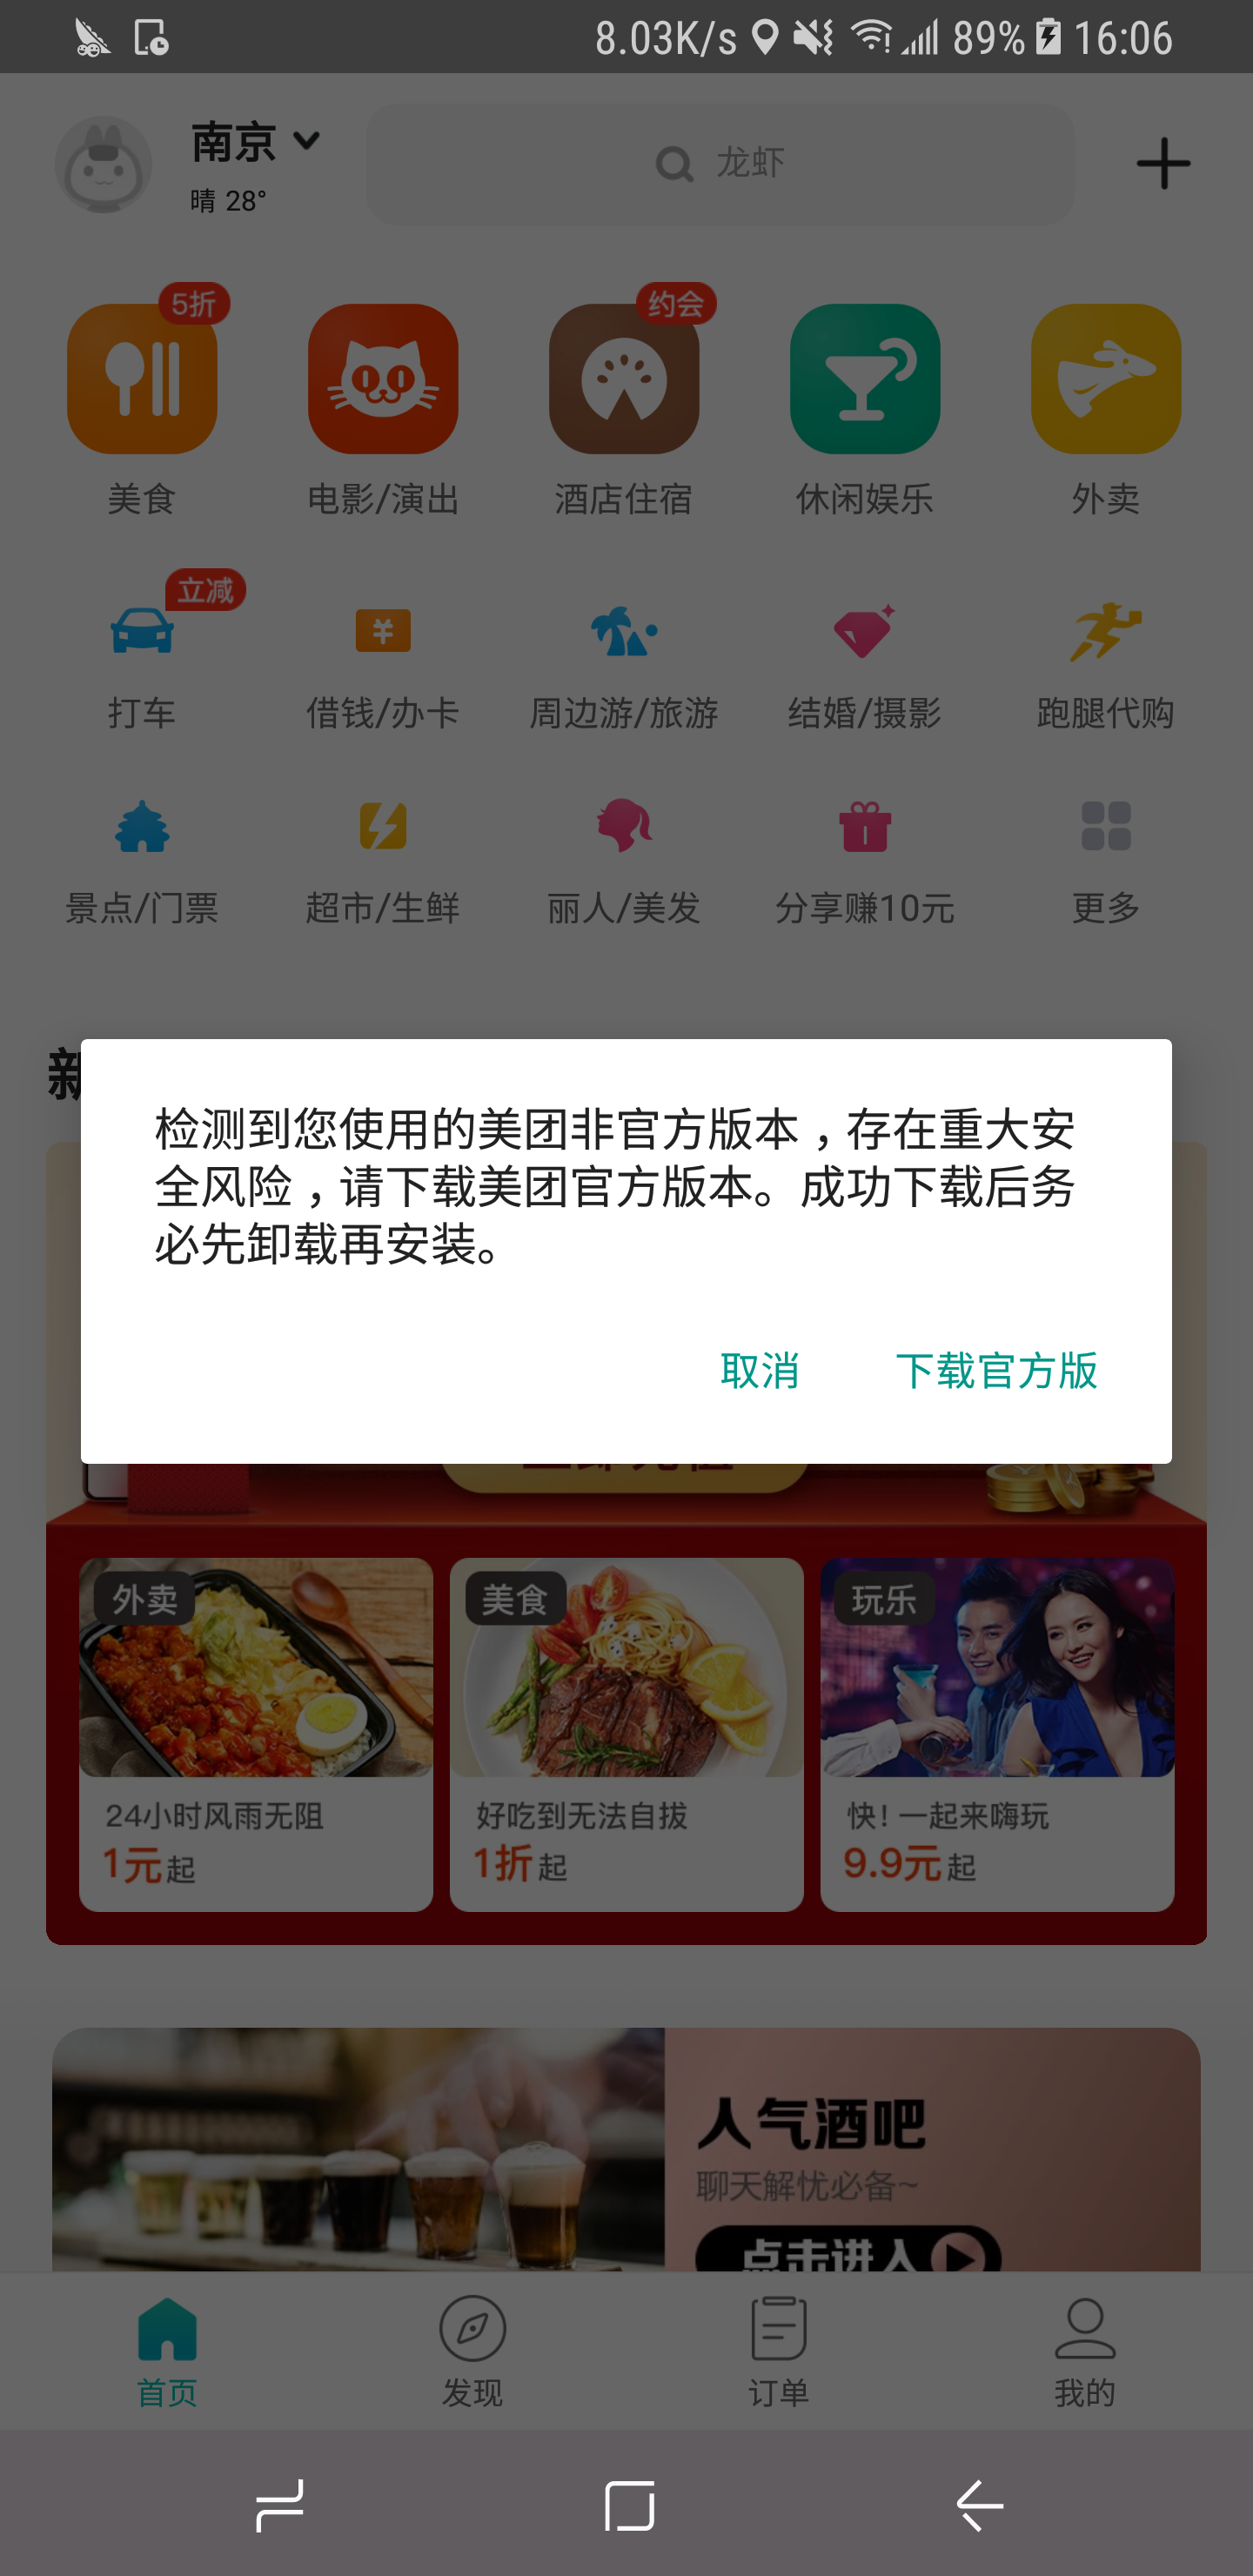 8.03K/s 89% 16:06
南京
晴 28°
龙虾
5折 约会
美食 电影/演出 酒店住宿 休闲娱乐 外卖
立减
打车 借钱/办卡 周边游/旅游 结婚/摄影 跑腿代购
景点/门票 超市/生鲜 丽人/美发 分享赚10元 更多
新
检测到您使用的美团非官方版本，存在重大安
全风险，请下载美团官方版本。成功下载后务
必先卸载再安装。
取消 下载官方版
外卖 美食 玩乐
24小时风雨无阻 好吃到无法自拔 快! 一起来嗨玩
1元起 1折起 9.9元起
人气酒吧
聊天解忧必备~
点击进入
首页 发现 订单 我的